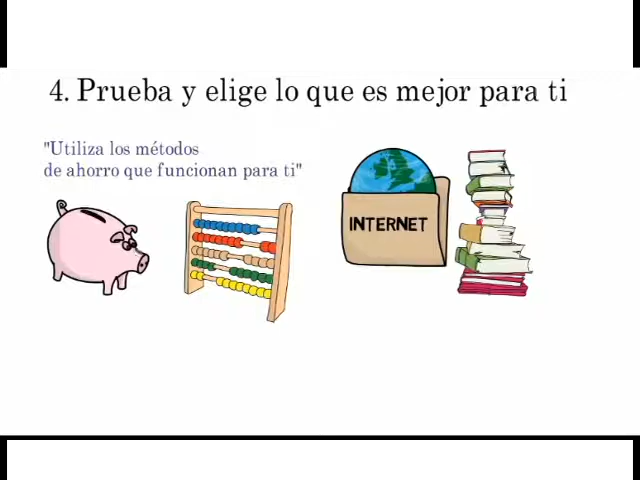 4. Prueba y elige lo que es mejor para ti
"Utiliza los métodos
de ahorro que funcionan para ti"
INTERNET